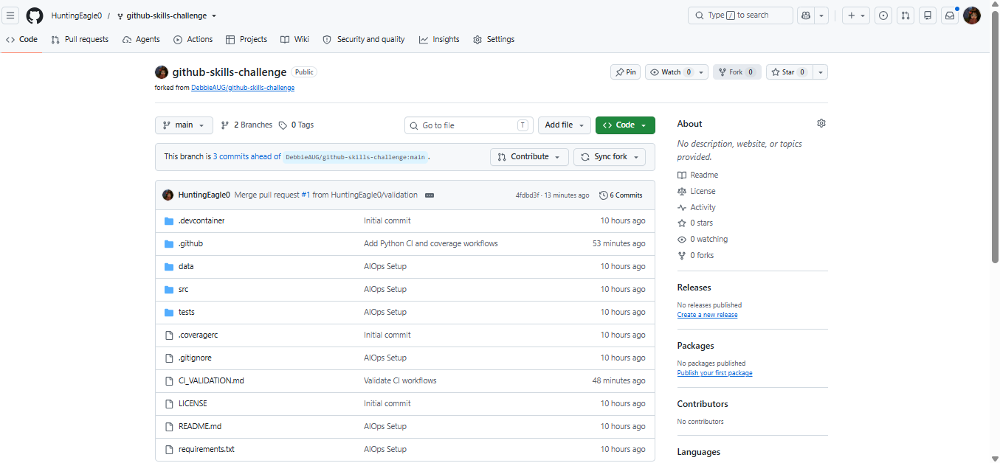 HuntingEagle0 / github-skills-challenge
Type / to search
Code Pull requests Agents Actions Projects Wiki Security and quality Insights Settings
github-skills-challenge Public
Pin Watch 0 Fork 0 Star 0
forked from DebbieAUG/github-skills-challenge
main 2 Branches 0 Tags Go to file T Add file Code
This branch is 3 commits ahead of DebbieAUG/github-skills-challenge:main .
Contribute Sync fork
HuntingEagle0 Merge pull request #1 from HuntingEagle0/validation 4fdbd3f · 13 minutes ago 6 Commits
.devcontainer Initial commit 10 hours ago
.github Add Python CI and coverage workflows 53 minutes ago
data AIOps Setup 10 hours ago
src AIOps Setup 10 hours ago
tests AIOps Setup 10 hours ago
.coveragerc Initial commit 10 hours ago
.gitignore AIOps Setup 10 hours ago
CI_VALIDATION.md Validate CI workflows 48 minutes ago
LICENSE Initial commit 10 hours ago
README.md AIOps Setup 10 hours ago
requirements.txt AIOps Setup 10 hours ago
About
No description, website, or topics
provided.
Readme
License
Activity
0 stars
0 watching
0 forks
Releases
No releases published
Create a new release
Packages
No packages published
Publish your first package
Contributors
No contributors
Languages